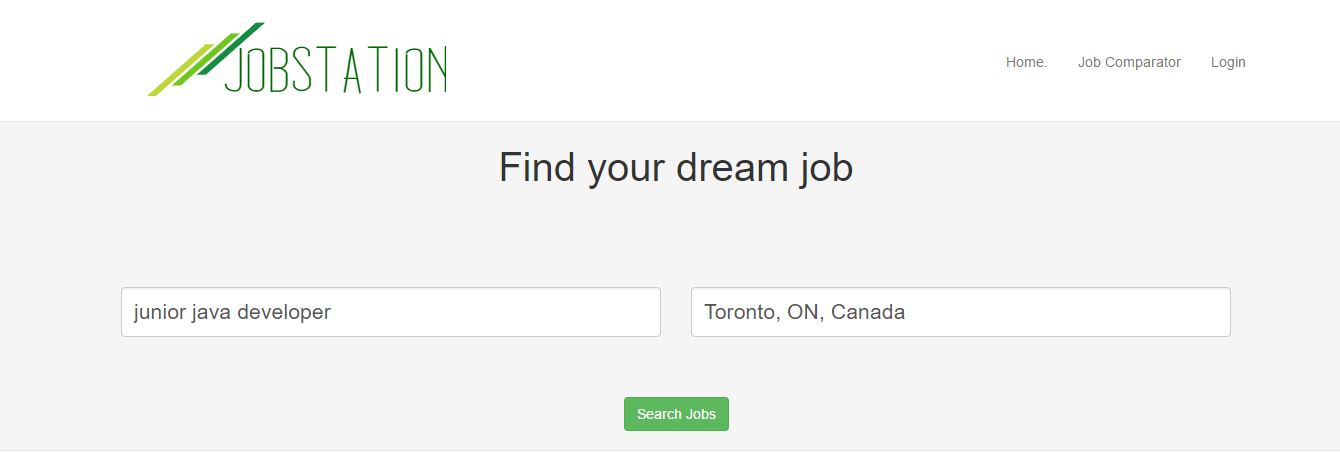 JOBSTATION
Home. Job Comparator Login
Find your dream job
junior java developer Toronto, ON, Canada
Search Jobs